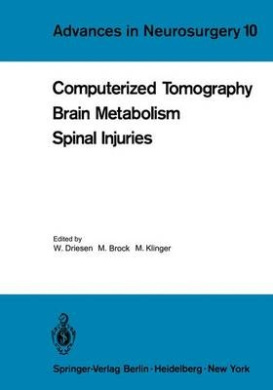 Advances in Neurosurgery 10
Computerized Tomography
Brain Metabolism
Spinal Injuries
Edited by
W. Driesen M. Brock M. Klinger
Springer-Verlag Berlin · Heidelberg · New York